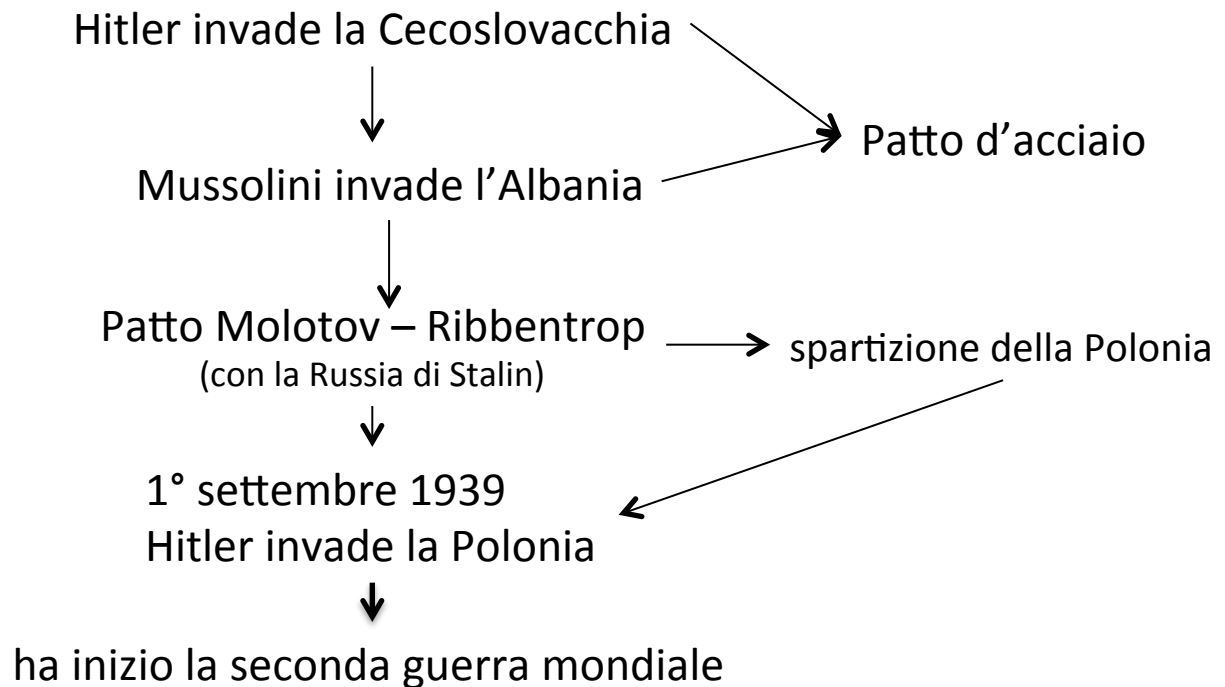 Hitler invade la Cecoslovacchia
Patto d’acciaio
Mussolini invade l’Albania
Patto Molotov – Ribbentrop
(con la Russia di Stalin)
spartizione della Polonia
1° settembre 1939
Hitler invade la Polonia
ha inizio la seconda guerra mondiale